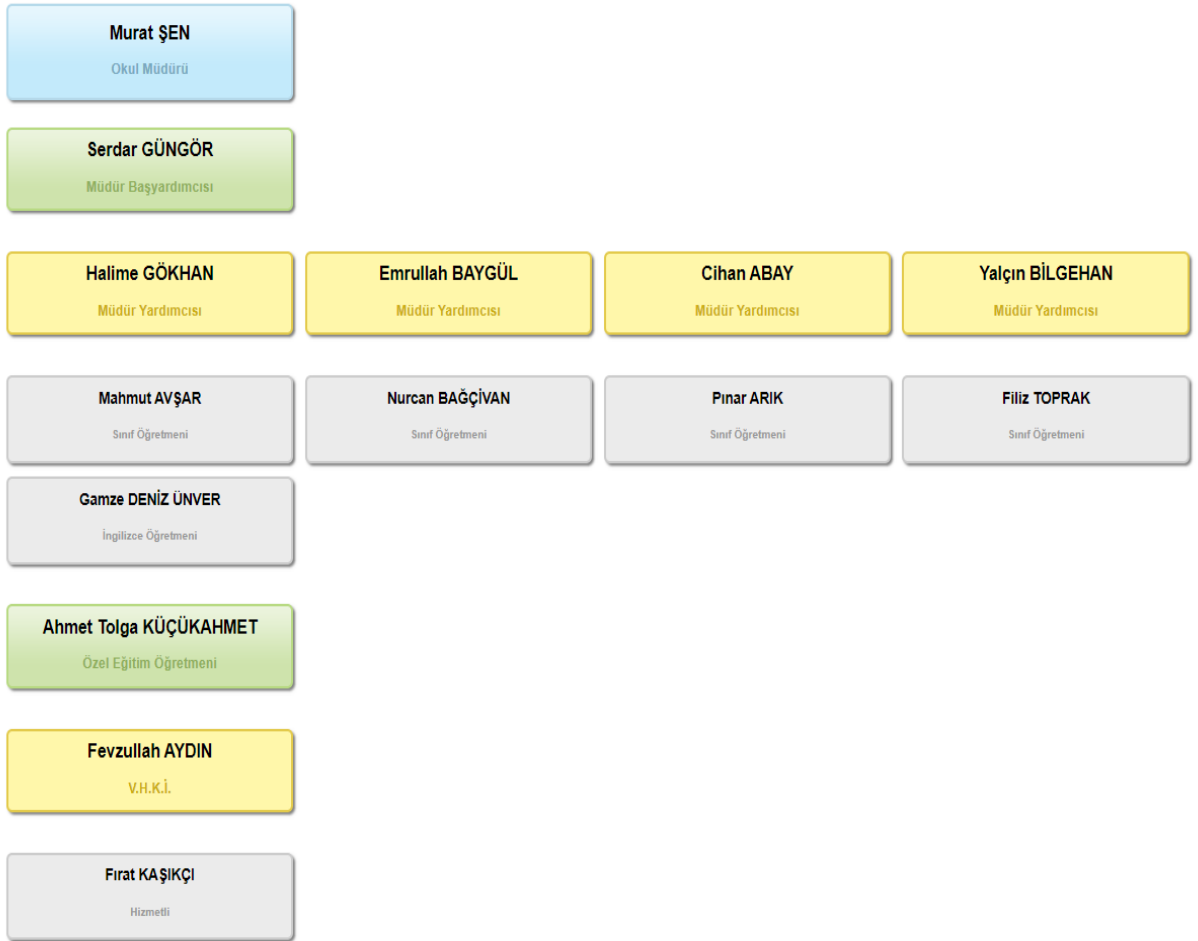 Murat ŞEN
Okul Müdürü
Serdar GÜNGÖR
Müdür Başyardımcısı
Halime GÖKHAN
Müdür Yardımcısı
Emrullah BAYGÜL
Müdür Yardımcısı
Cihan ABAY
Müdür Yardımcısı
Yalçın BİLGEHAN
Müdür Yardımcısı
Mahmut AVŞAR
Sınıf Öğretmeni
Nurcan BAĞÇİVAN
Sınıf Öğretmeni
Pınar ARIK
Sınıf Öğretmeni
Filiz TOPRAK
Sınıf Öğretmeni
Gamze DENİZ ÜNVER
İngilizce Öğretmeni
Ahmet Tolga KÜÇÜKAHMET
Özel Eğitim Öğretmeni
Fevzullah AYDIN
V.H.K.İ.
Fırat KAŞIKÇI
Hizmetli